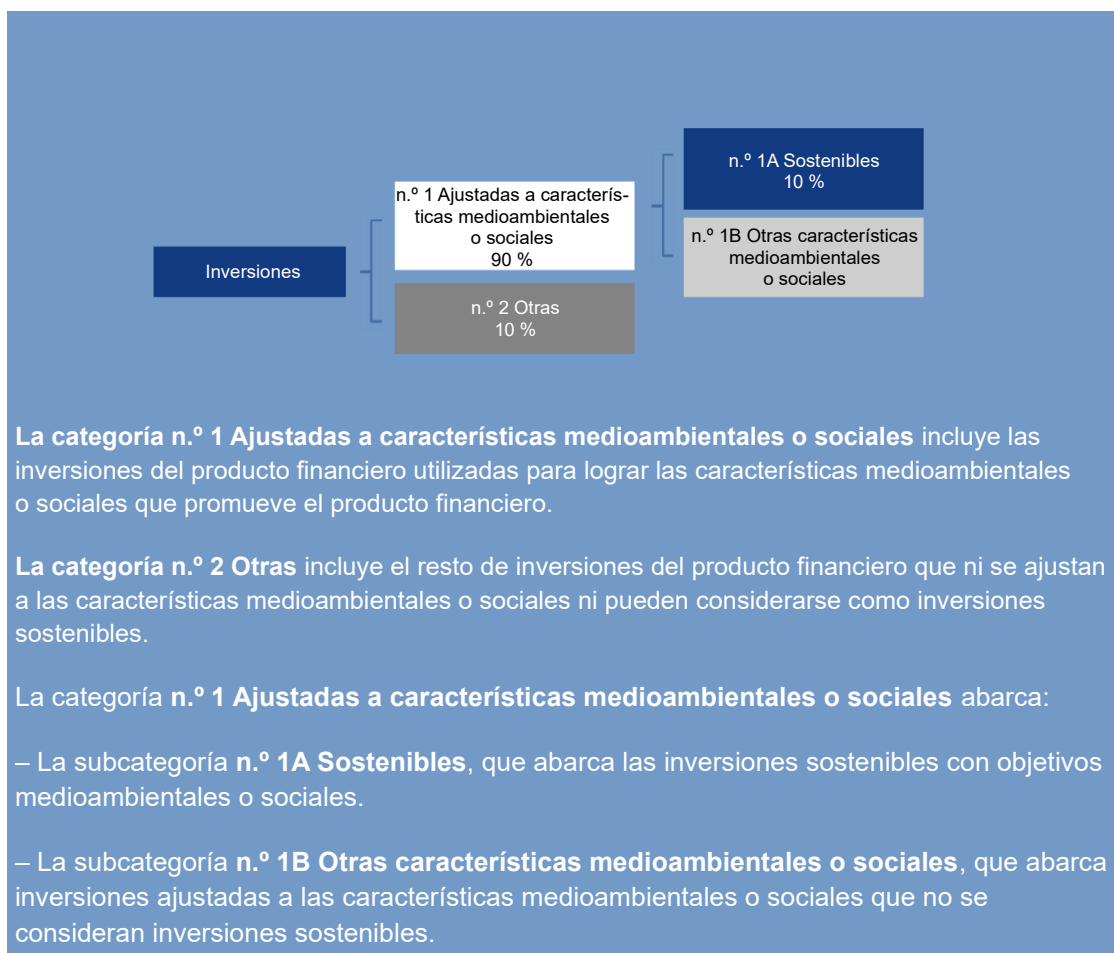 Inversiones
n.º 1 Ajustadas a caracterís-
ticas medioambientales
o sociales
90 %
n.º 2 Otras
10 %
n.º 1A Sostenibles
10 %
n.º 1B Otras características
medioambientales
o sociales
La categoría n.º 1 Ajustadas a características medioambientales o sociales incluye las
inversiones del producto financiero utilizadas para lograr las características medioambientales
o sociales que promueve el producto financiero.
La categoría n.º 2 Otras incluye el resto de inversiones del producto financiero que ni se ajustan
a las características medioambientales o sociales ni pueden considerarse como inversiones
sostenibles.
La categoría n.º 1 Ajustadas a características medioambientales o sociales abarca:
– La subcategoría n.º 1A Sostenibles, que abarca las inversiones sostenibles con objetivos
medioambientales o sociales.
– La subcategoría n.º 1B Otras características medioambientales o sociales, que abarca
inversiones ajustadas a las características medioambientales o sociales que no se
consideran inversiones sostenibles.